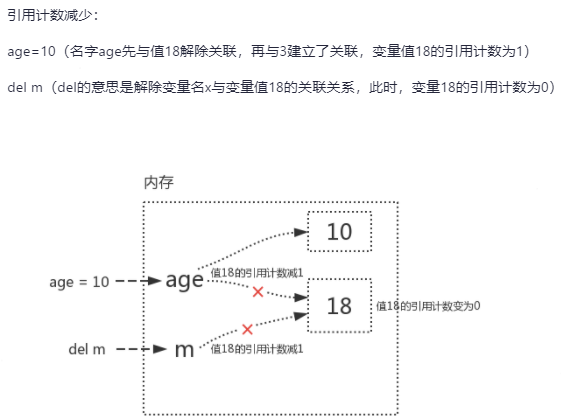 引用计数减少：
age=10（名字age先与值18解除关联，再与3建立了关联，变量值18的引用计数为1）
del m（del的意思是解除变量名x与变量值18的关联关系，此时，变量18的引用计数为0）
内存
10
值18的引用计数减1
age = 10
age
18
值18的引用计数变为0
del m
m
值18的引用计数减1